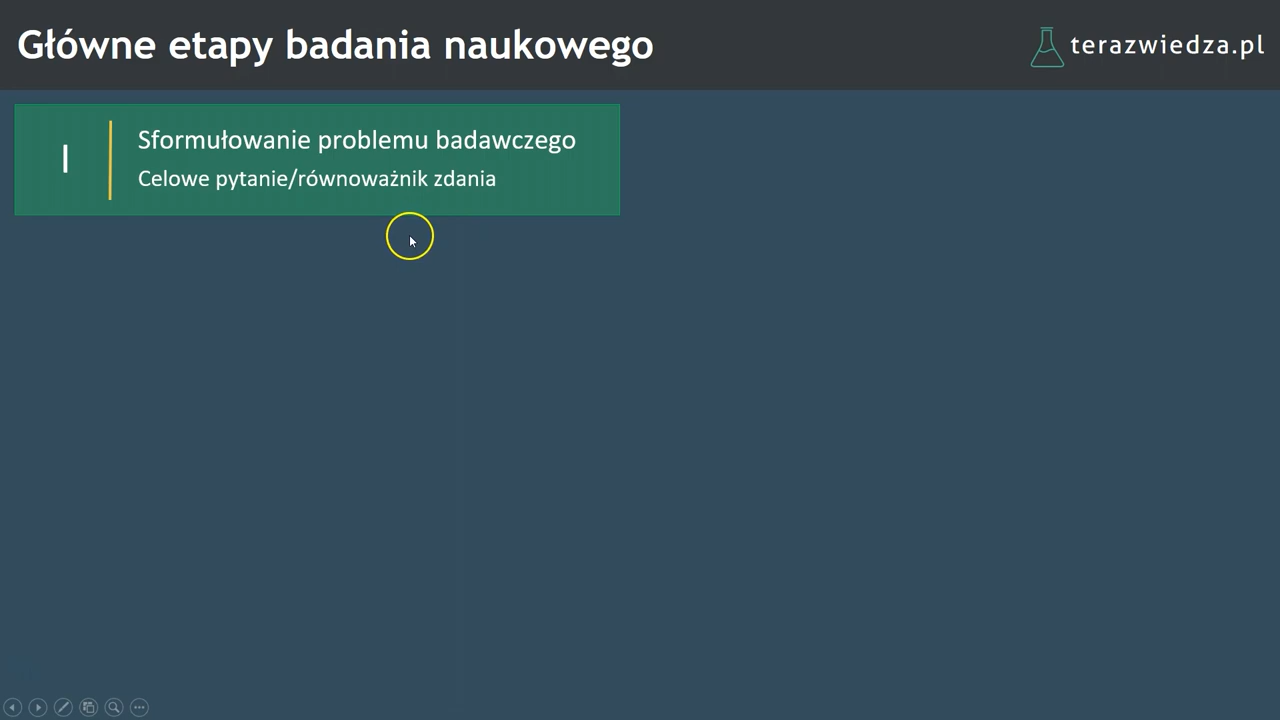 Główne etapy badania naukowego
terazwiedza.pl
I
Sformułowanie problemu badawczego
Celowe pytanie/równoważnik zdania